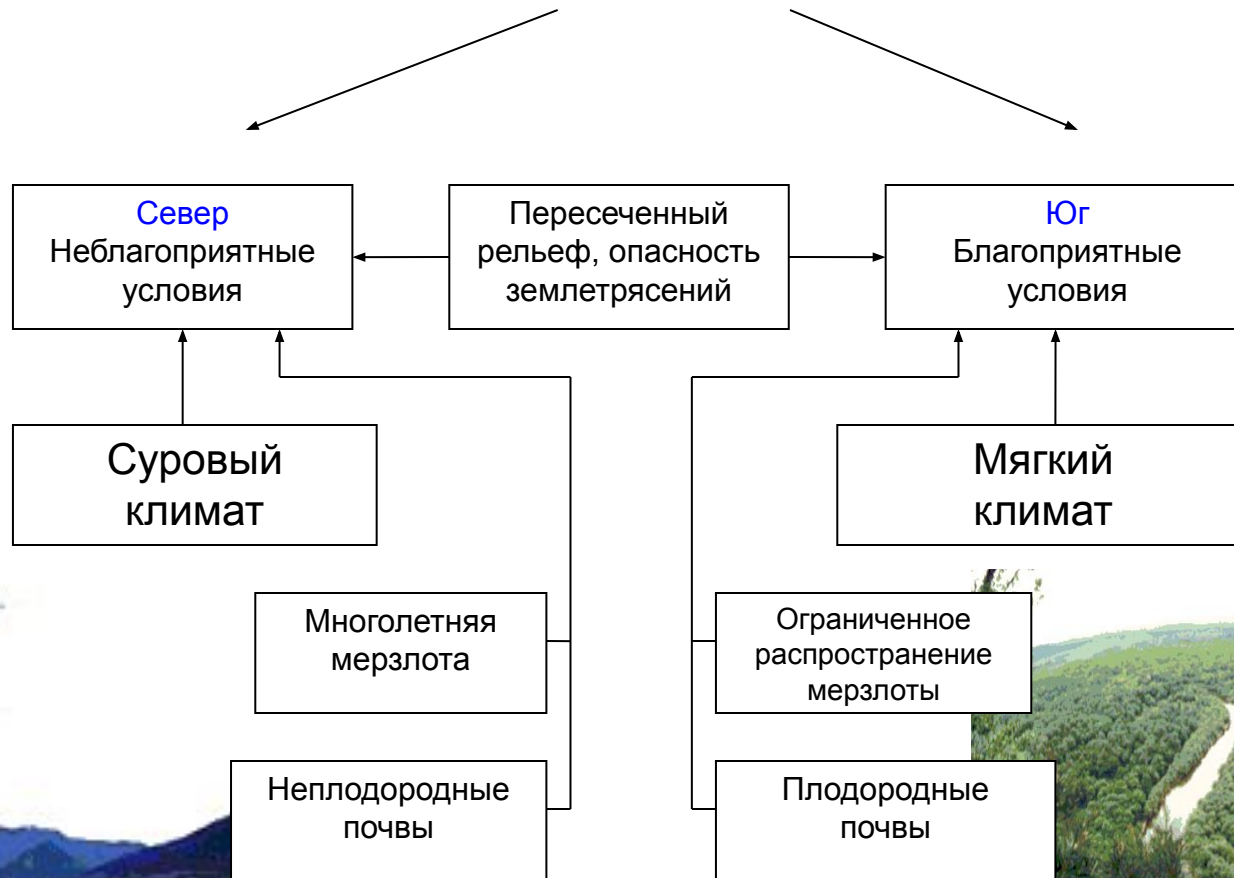 Север
Неблагоприятные
условия
Пересеченный
рельеф, опасность
землетрясений
Юг
Благоприятные
условия
Суровый
климат
Мягкий
климат
Многолетняя
мерзлота
Ограниченное
распространение
мерзлоты
Неплодородные
почвы
Плодородные
почвы